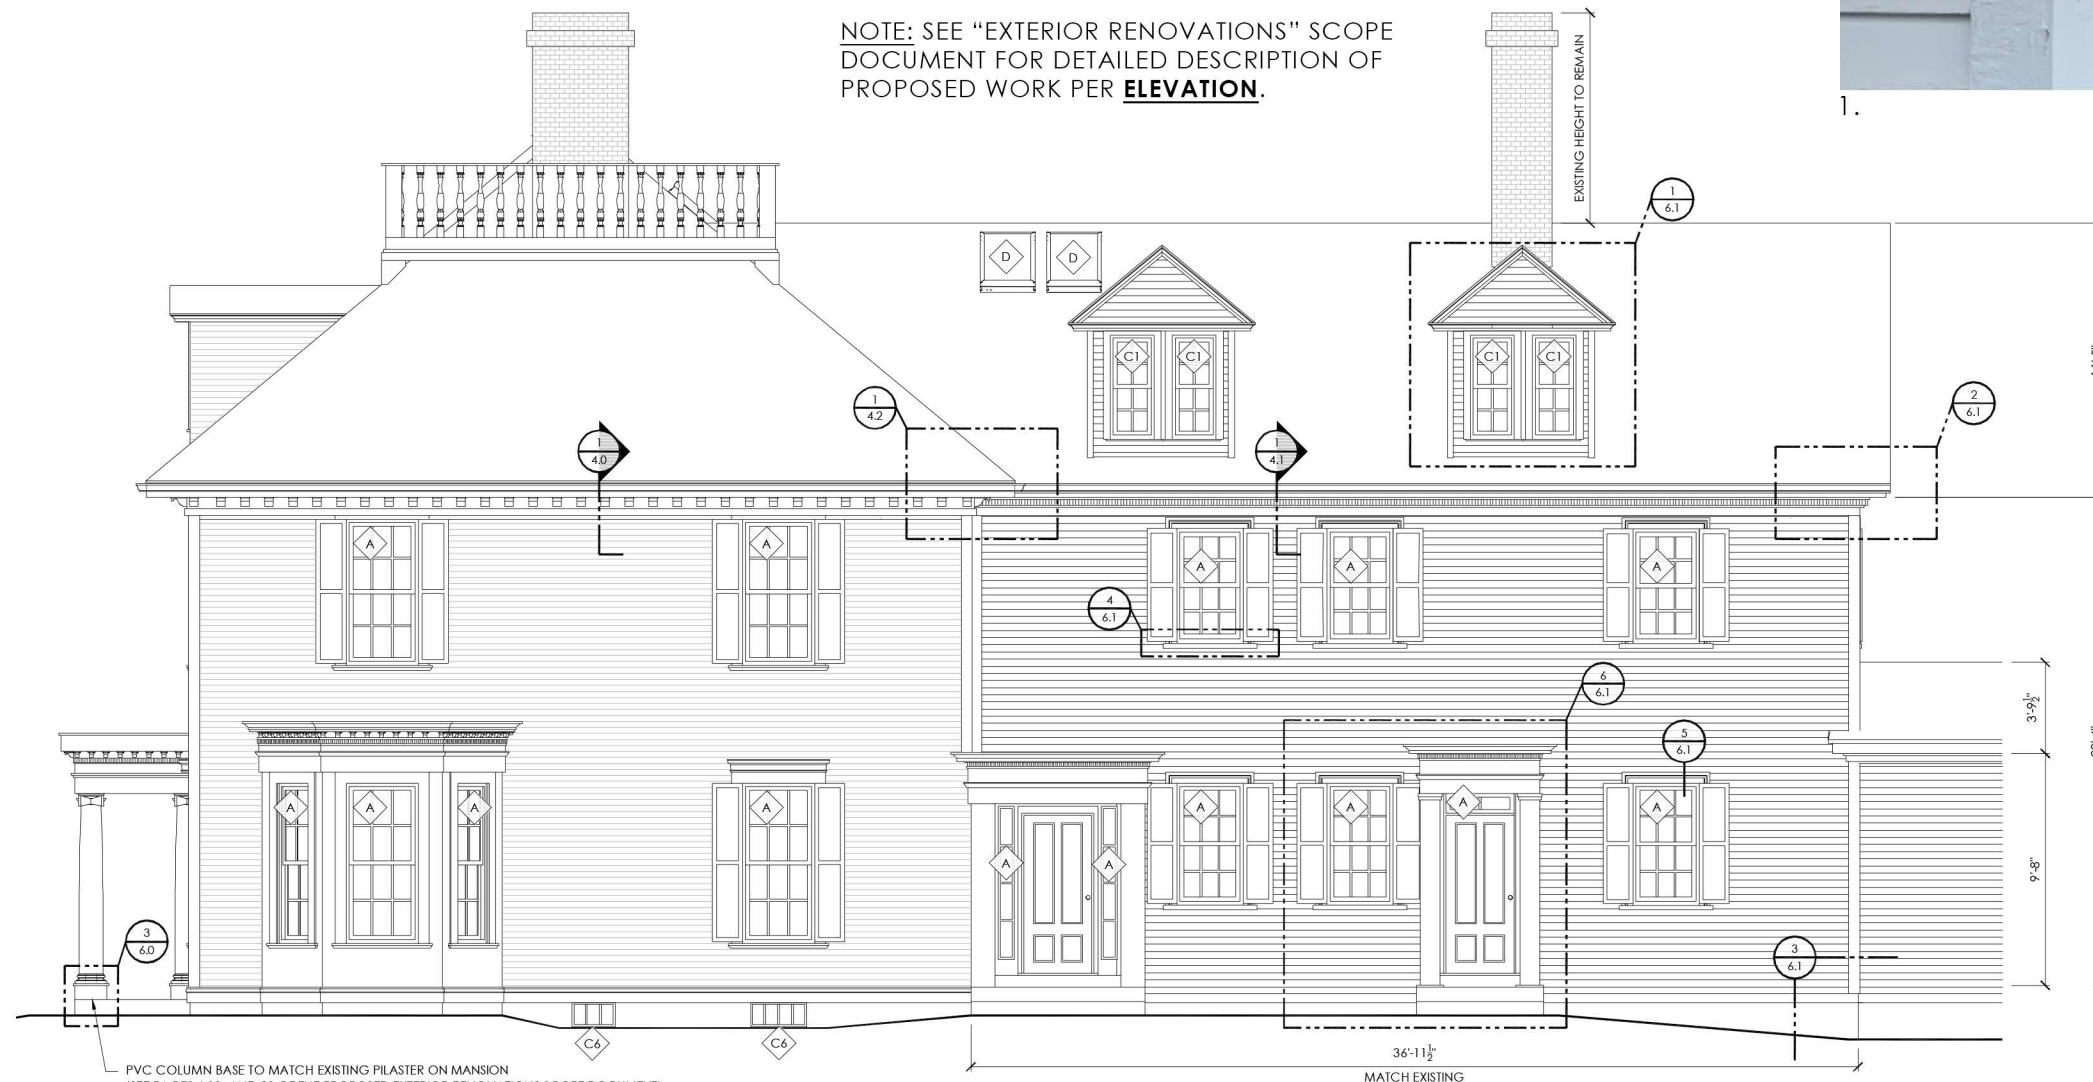 NOTE: SEE “EXTERIOR RENOVATIONS” SCOPE
DOCUMENT FOR DETAILED DESCRIPTION OF
PROPOSED WORK PER ELEVATION.
1.
EXISTING HEIGHT TO REMAIN
1
6.1
D
D
C1
C1
C1
C1
1
4.2
2
6.1
1
4.0
1
4.1
A
A
A
A
A
4
6.1
6
6.1
3'-9½"
5
6.1
A
A
A
A
A
A
A
A
A
A
9'-8"
3
6.0
3
6.1
C6
C6
36'-11½"
MATCH EXISTING
PVC COLUMN BASE TO MATCH EXISTING PILASTER ON MANSION